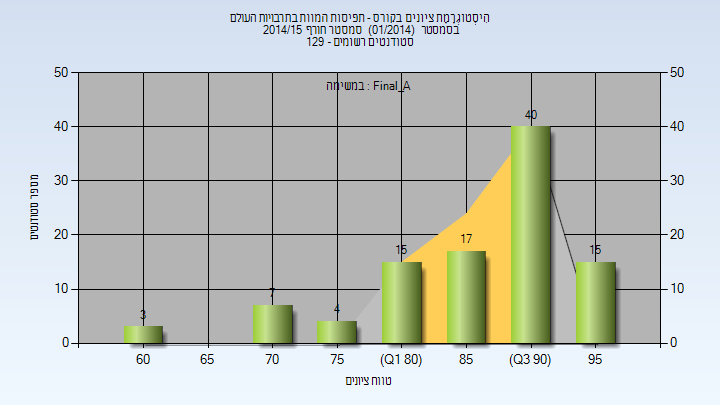 הִיסְטוֹגְרָמַת ציונים בקורס - תפיסות המוות בתרבויות העולם
בסמסטר (01/2014) סמסטר חורף 2014/15
סטודנטים רשומים - 129
במשימה : Final_A
50 50
40 40
30 30
20 20
10 10
0 0
מספר סטודנטים
3 7 4 15 17 40 15
60 65 70 75 (Q1 80) 85 (Q3 90) 95
טווח ציונים